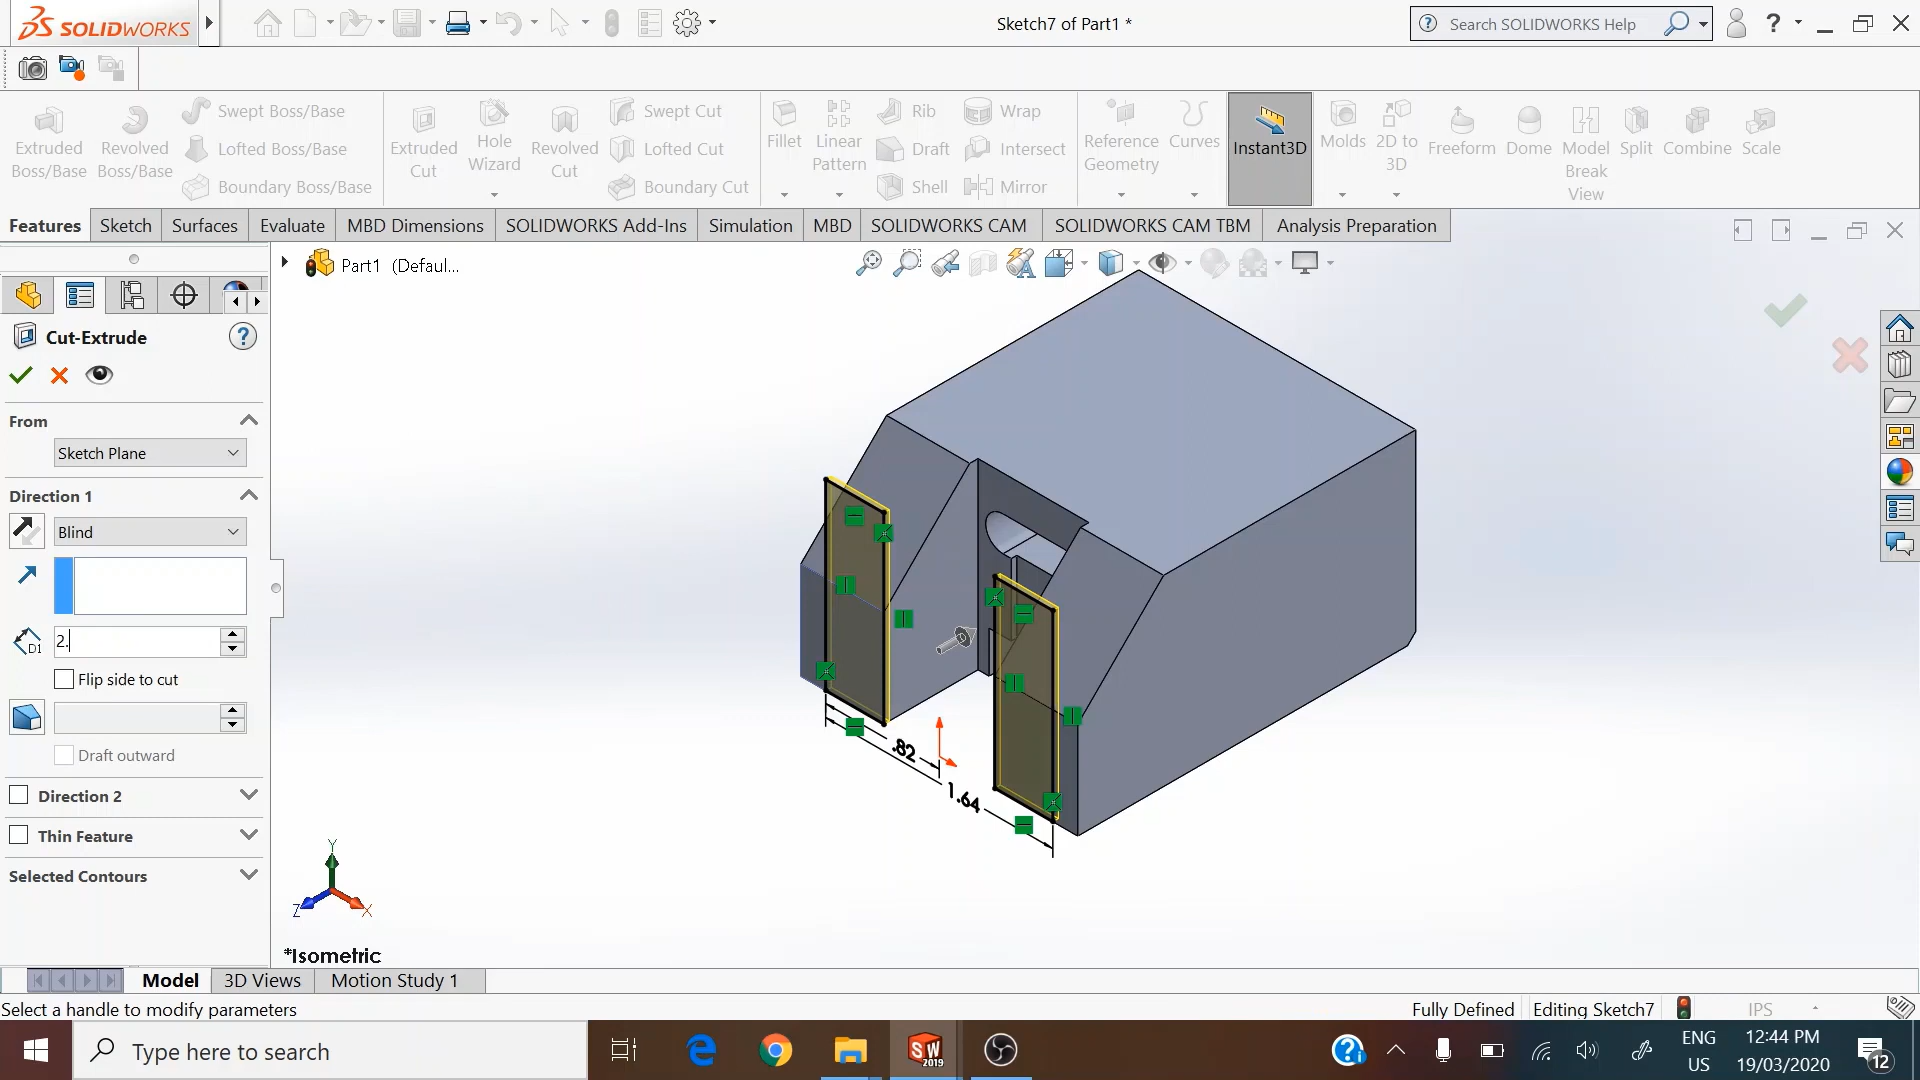 SOLIDWORKS
Sketch7 of Part1 *
Search SOLIDWORKS Help
Extruded Boss/Base
Revolved Boss/Base
Swept Boss/Base
Lofted Boss/Base
Boundary Boss/Base
Extruded Cut
Hole Wizard
Revolved Cut
Swept Cut
Lofted Cut
Boundary Cut
Fillet
Linear Pattern
Rib
Draft
Shell
Wrap
Intersect
Mirror
Reference Geometry
Curves
Instant3D
Molds
2D to 3D
Freeform
Dome
Model Break View
Split
Combine
Scale
Features
Sketch
Surfaces
Evaluate
MBD Dimensions
SOLIDWORKS Add-Ins
Simulation
MBD
SOLIDWORKS CAM
SOLIDWORKS CAM TBM
Analysis Preparation
Part1 (Defaul...
Cut-Extrude
From
Sketch Plane
Direction 1
Blind
D1
2.
Flip side to cut
Draft outward
Direction 2
Thin Feature
Selected Contours
.82
1.64
Y
Z
X
*Isometric
Model
3D Views
Motion Study 1
Select a handle to modify parameters
Fully Defined
Editing Sketch7
IPS
Type here to search
SW
2019
ENG
US
12:44 PM
19/03/2020
12